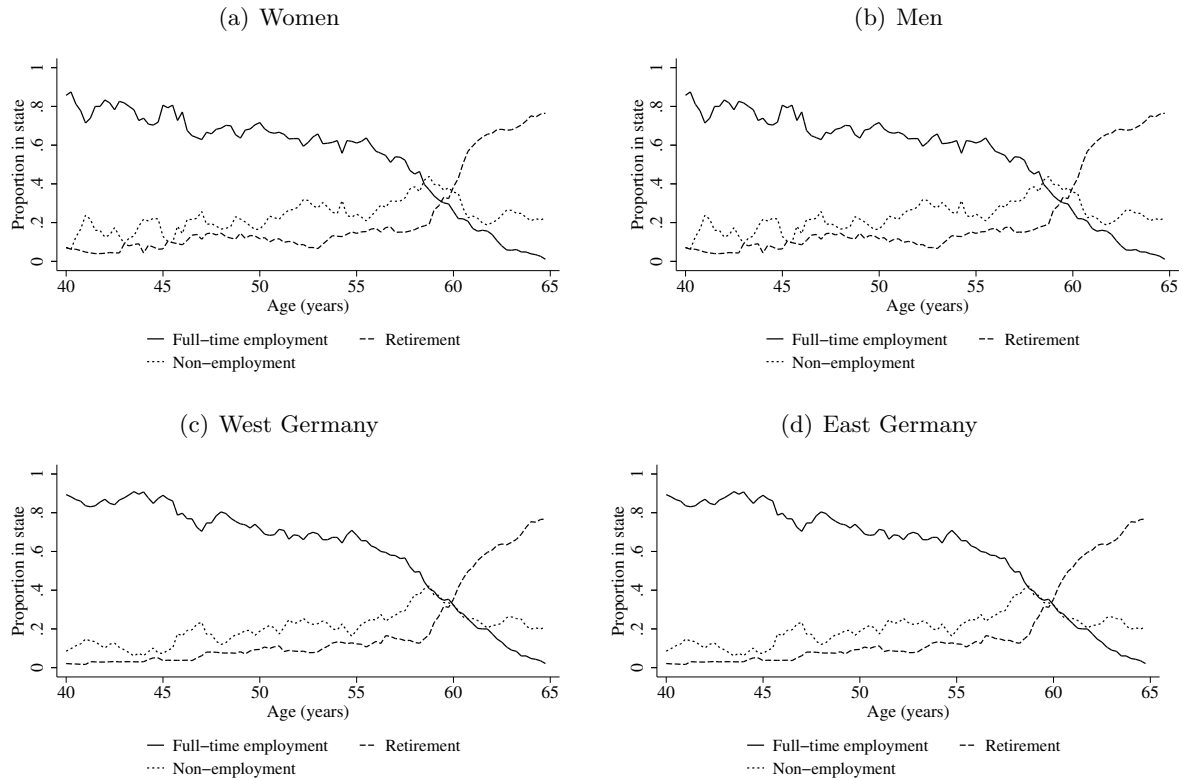 (a) Women
(b) Men
Proportion in state
0 .2 .4 .6 .8 1
40 45 50 55 60 65
Age (years)
Full−time employment Retirement
Non−employment
Proportion in state
0 .2 .4 .6 .8 1
40 45 50 55 60 65
Age (years)
Full−time employment Retirement
Non−employment
(c) West Germany
(d) East Germany
Proportion in state
0 .2 .4 .6 .8 1
40 45 50 55 60 65
Age (years)
Full−time employment Retirement
Non−employment
Proportion in state
0 .2 .4 .6 .8 1
40 45 50 55 60 65
Age (years)
Full−time employment Retirement
Non−employment